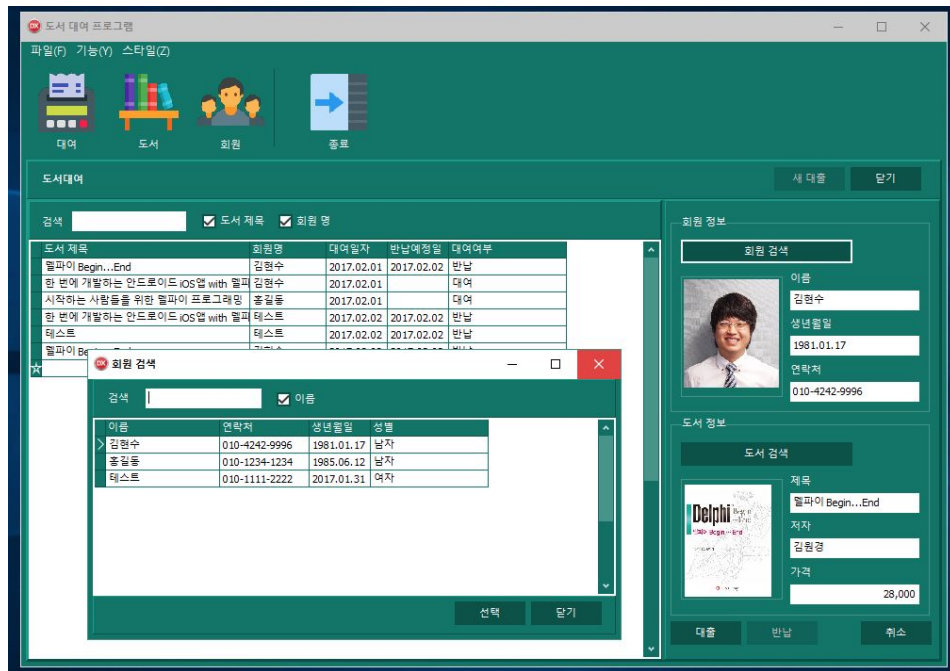 도서 대여 프로그램
파일(F) 기능(Y) 스타일(Z)
대여 도서 회원 종료
도서대여 새 대출 닫기
검색 도서 제목 회원 명
도서 제목 회원명 대여일자 반납예정일 대여여부
델파이 Begin...End 김현수 2017.02.01 2017.02.02 반납
한 번에 개발하는 안드로이드 iOS앱 with 델파 김현수 2017.02.01 대여
시작하는 사람들을 위한 델파이 프로그래밍 홍길동 2017.02.01 대여
한 번에 개발하는 안드로이드 iOS앱 with 델파 테스트 2017.02.02 2017.02.02 반납
테스트 테스트 2017.02.02 2017.02.02 반납
델파이
회원 검색
검색 이름
이름 연락처 생년월일 성별
김현수 010-4242-9996 1981.01.17 남자
홍길동 010-1234-1234 1985.06.12 남자
테스트 010-1111-2222 2017.01.31 여자
선택 닫기
회원 정보
회원 검색
이름
김현수
생년월일
1981.01.17
연락처
010-4242-9996
도서 정보
도서 검색
Delphi Begin
제목
델파이 Begin...End
저자
김원경
가격
28,000
대출 반납 취소